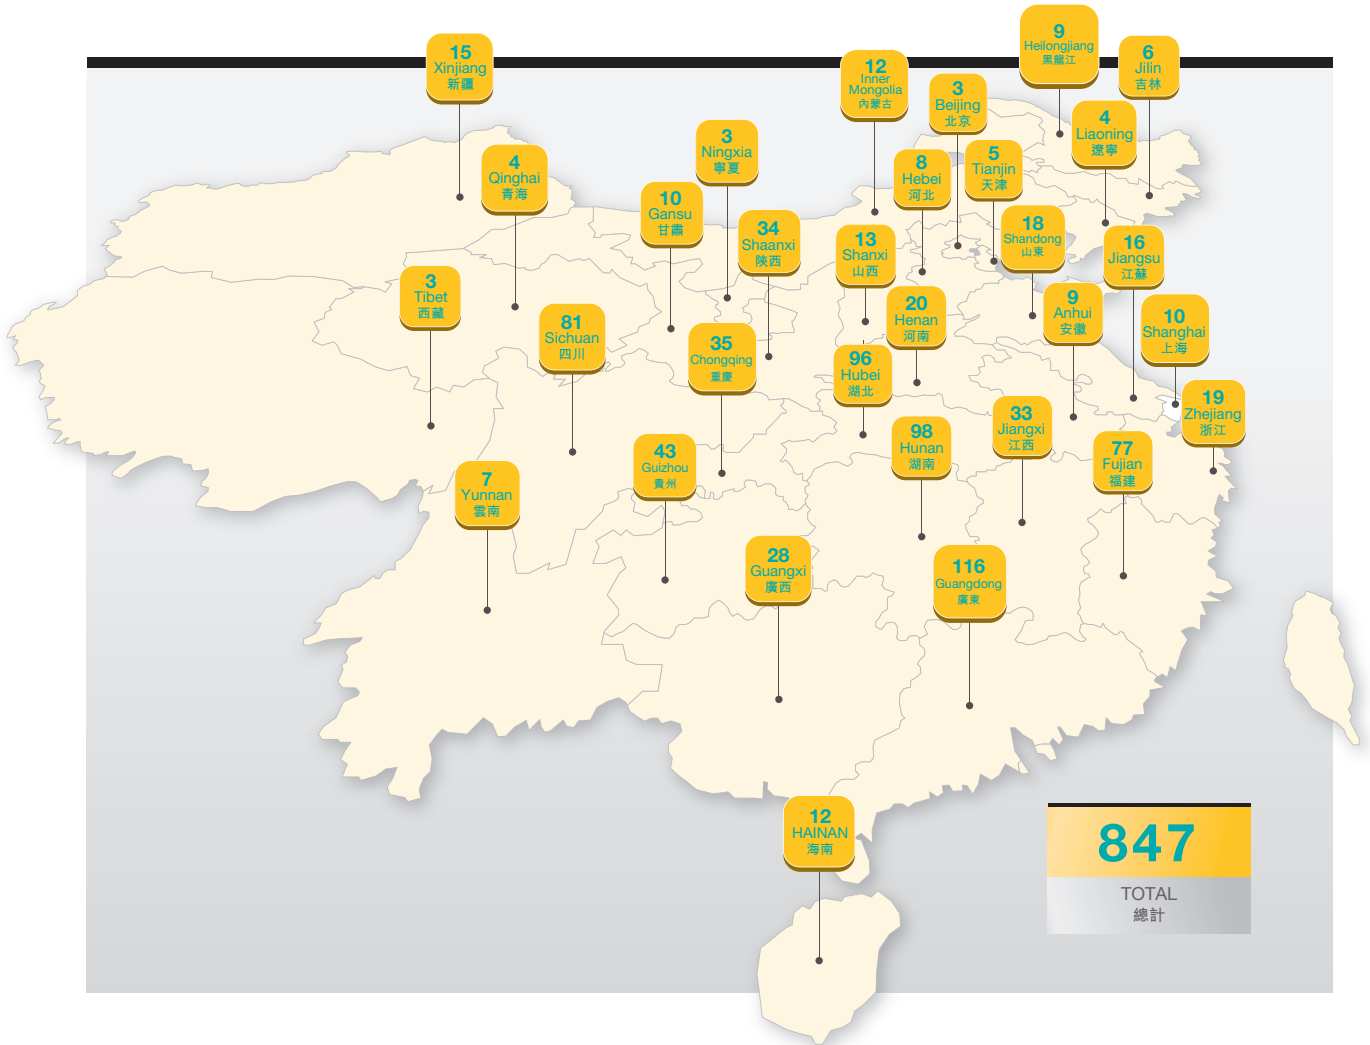 9
Heilongjiang
黑龍江
15
Xinjiang
新疆
6
Jilin
吉林
12
Inner
Mongolia
內蒙古
3
Beijing
北京
4
Liaoning
遼寧
3
Ningxia
寧夏
4
Qinghai
青海
8
Hebei
河北
5
Tianjin
天津
10
Gansu
甘肅
34
Shaanxi
陝西
18
Shandong
山東
13
Shanxi
山西
16
Jiangsu
江蘇
3
Tibet
西藏
81
Sichuan
四川
20
Henan
河南
9
Anhui
安徽
10
Shanghai
上海
35
Chongqing
重慶
96
Hubei
湖北
19
Zhejiang
浙江
33
Jiangxi
江西
98
Hunan
湖南
77
Fujian
福建
43
Guizhou
貴州
7
Yunnan
雲南
28
Guangxi
廣西
116
Guangdong
廣東
12
HAINAN
海南
847
TOTAL
總計